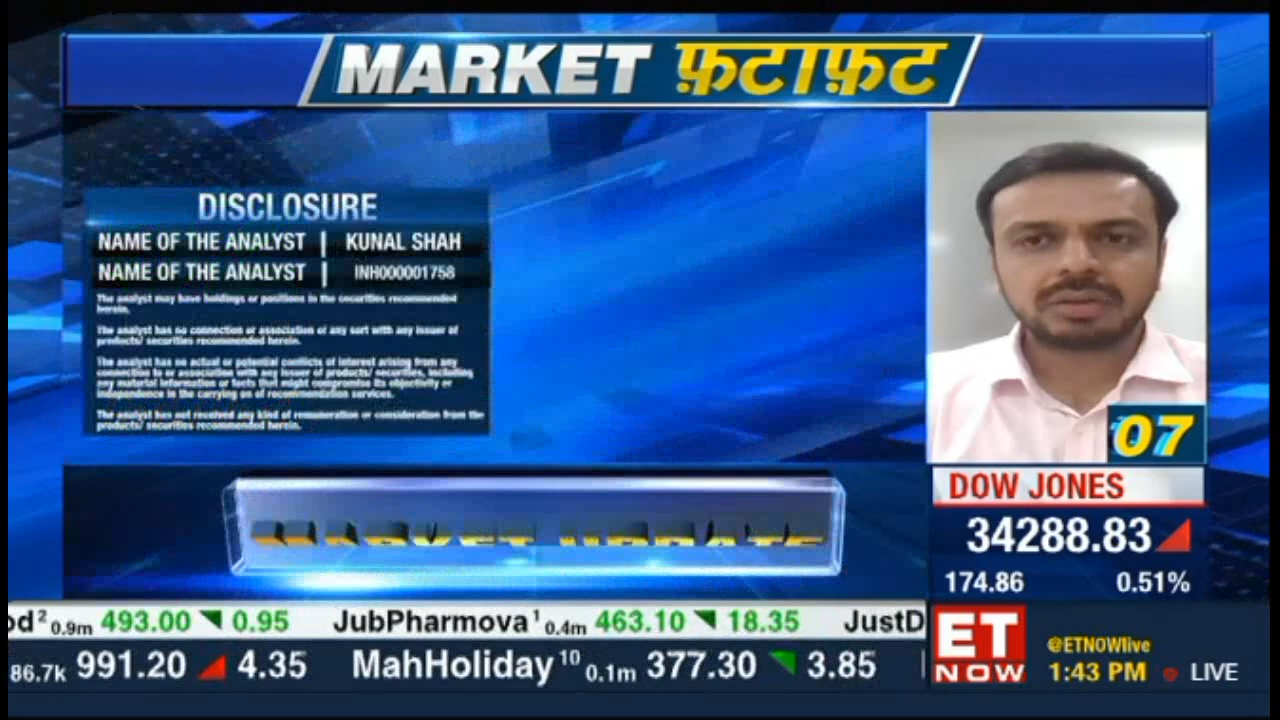 MARKET फ़टाफ़ट
DISCLOSURE
NAME OF THE ANALYST | KUNAL SHAH
NAME OF THE ANALYST | INH000001758
The analyst may have holdings or positions in the securities recommended
herein.
The analyst has no connection or association of any sort with any issuer of
products/ securities recommended herein.
The analyst has no actual or potential conflicts of interest arising from any
connection to or association with any issuer of products/ securities, including
any material information or facts that might compromise its objectivity or
independence in the carrying on of recommendation services.
The analyst has not received any kind of remuneration or consideration from the
products/ securities recommended herein.
07
DOW JONES
34288.83
174.86 0.51%
MARKET UPDATE
od² 0.9m 493.00 0.95 JubPharmova¹ 0.4m 463.10 18.35 JustD
86.7k 991.20 4.35 MahHoliday¹⁰ 0.1m 377.30 3.85
ET
NOW
@ETNOWlive
1:43 PM LIVE